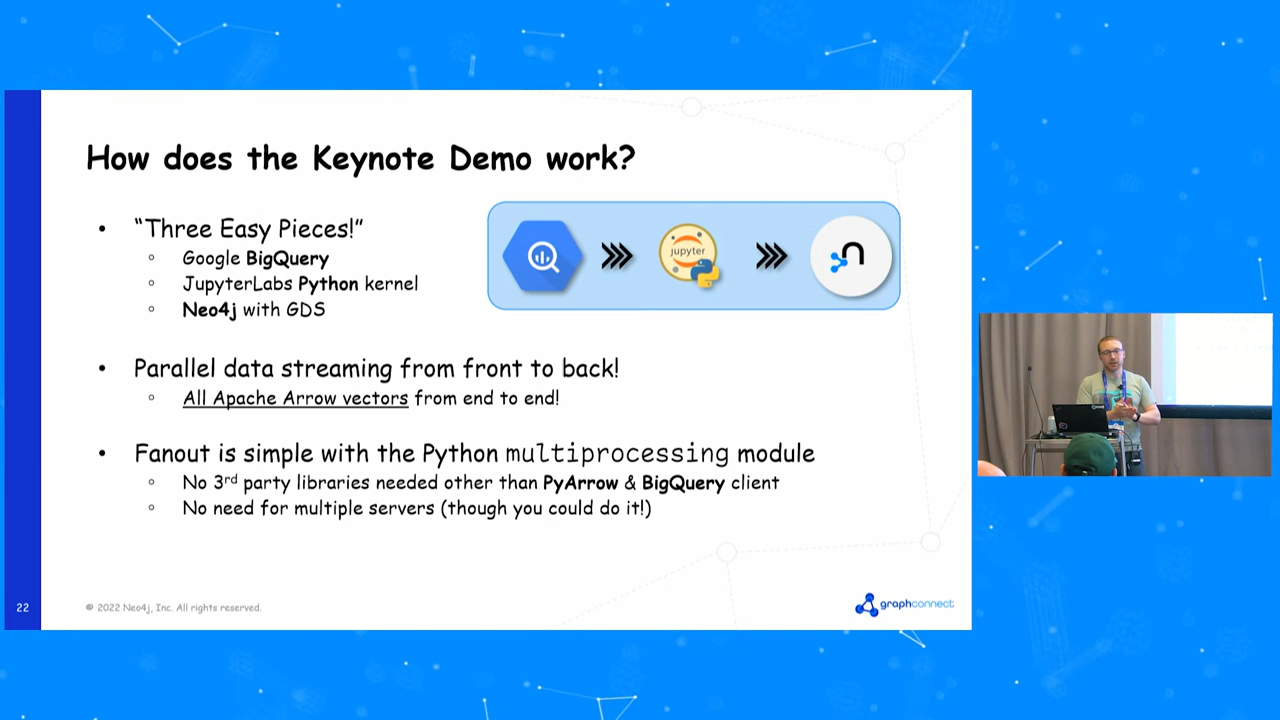 How does the Keynote Demo work?
• “Three Easy Pieces!”
◦ Google BigQuery
◦ JupyterLabs Python kernel
◦ Neo4j with GDS
jupyter
n
• Parallel data streaming from front to back!
◦ All Apache Arrow vectors from end to end!
• Fanout is simple with the Python multiprocessing module
◦ No 3rd party libraries needed other than PyArrow & BigQuery client
◦ No need for multiple servers (though you could do it!)
22
© 2022 Neo4j, Inc. All rights reserved.
graphconnect